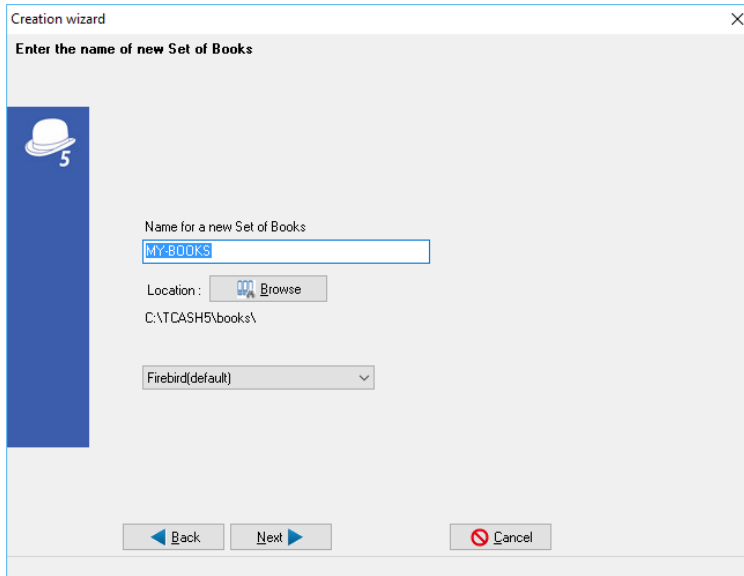 Creation wizard
Enter the name of new Set of Books
5
Name for a new Set of Books
MY-BOOKS
Location : Browse
C:\TCASH5\books\
Firebird(default)
Back Next Cancel